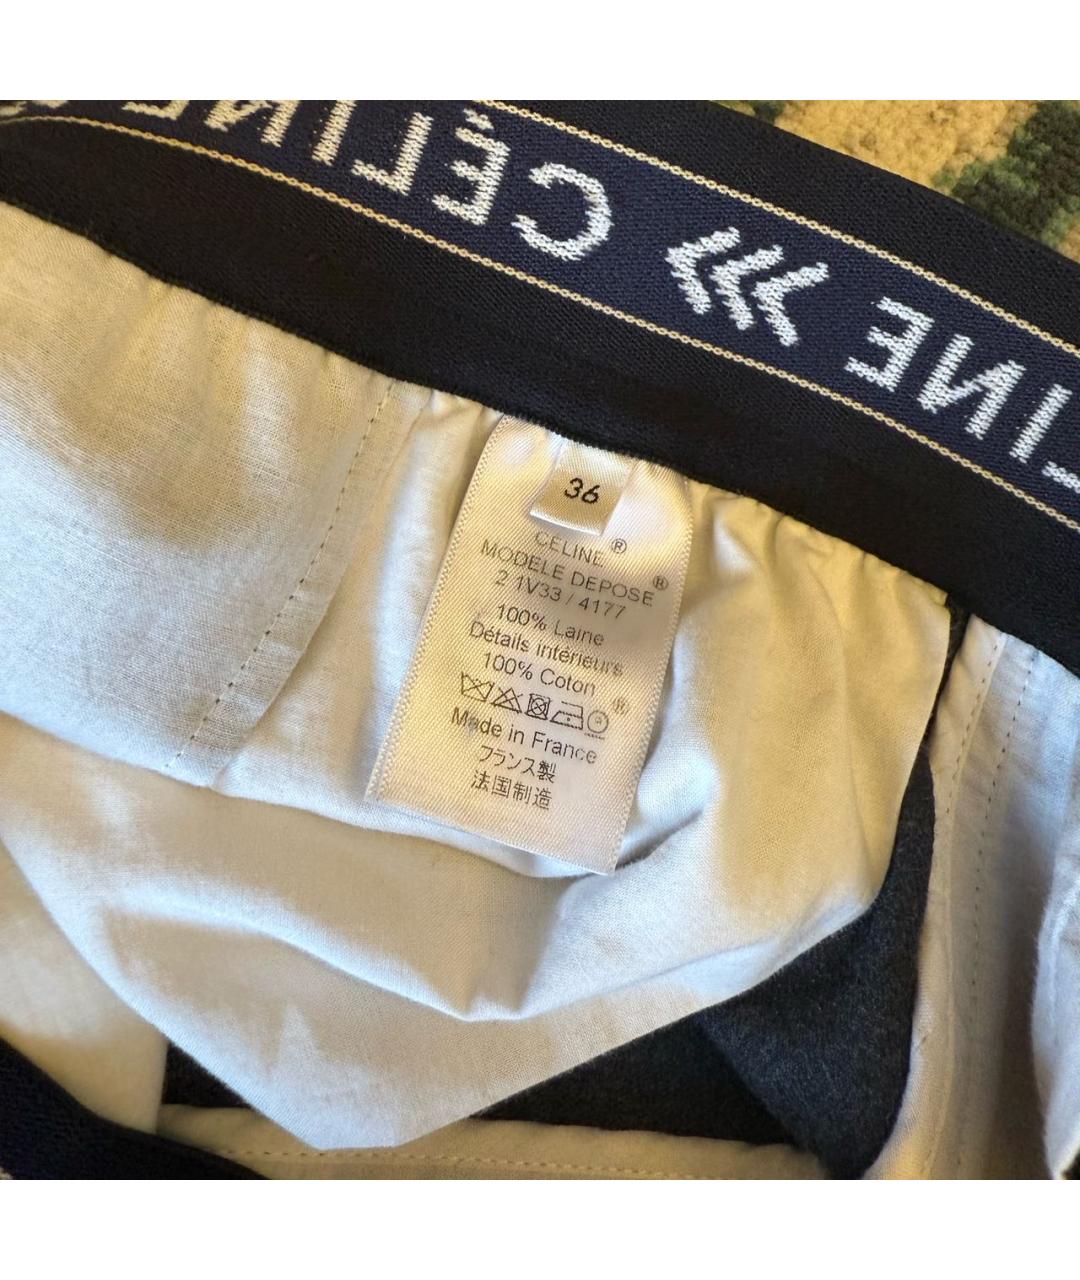 CÉLINE
CÉLINE
INE
36
CELINE ®
MODELE DEPOSE ®
2 1V33 / 4177
100% Laine
Détails intérieurs
100% Coton
®
Made in France
フランス製
法国制造